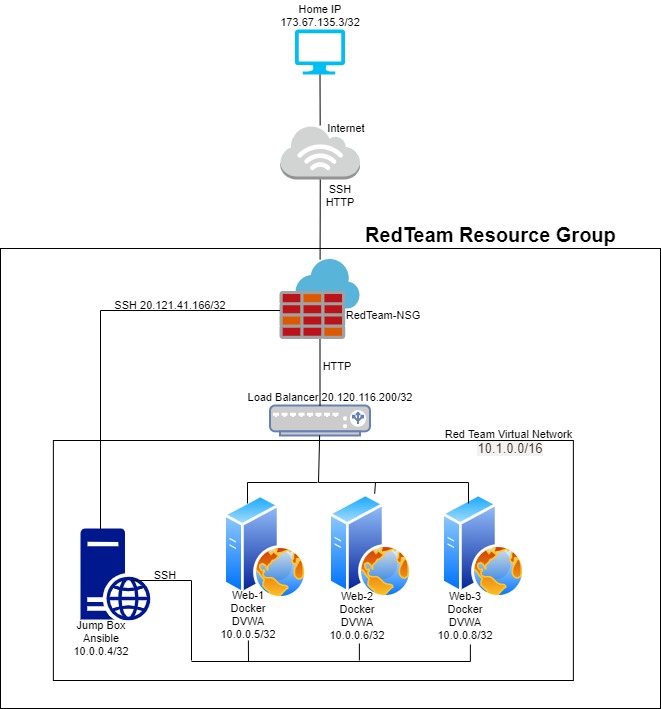 Home IP
173.67.135.3/32
Internet
SSH
HTTP
RedTeam Resource Group
SSH 20.121.41.166/32
RedTeam-NSG
HTTP
Load Balancer 20.120.116.200/32
Red Team Virtual Network
10.1.0.0/16
SSH
Jump Box
Ansible
10.0.0.4/32
Web-1
Docker
DVWA
10.0.0.5/32
Web-2
Docker
DVWA
10.0.0.6/32
Web-3
Docker
DVWA
10.0.0.8/32